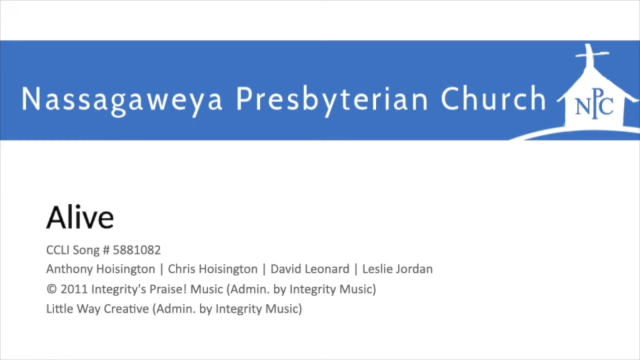 Nassagaweya Presbyterian Church
NPC
Alive
CCLI Song # 5881082
Anthony Hoisington | Chris Hoisington | David Leonard | Leslie Jordan
© 2011 Integrity's Praise! Music (Admin. by Integrity Music)
Little Way Creative (Admin. by Integrity Music)